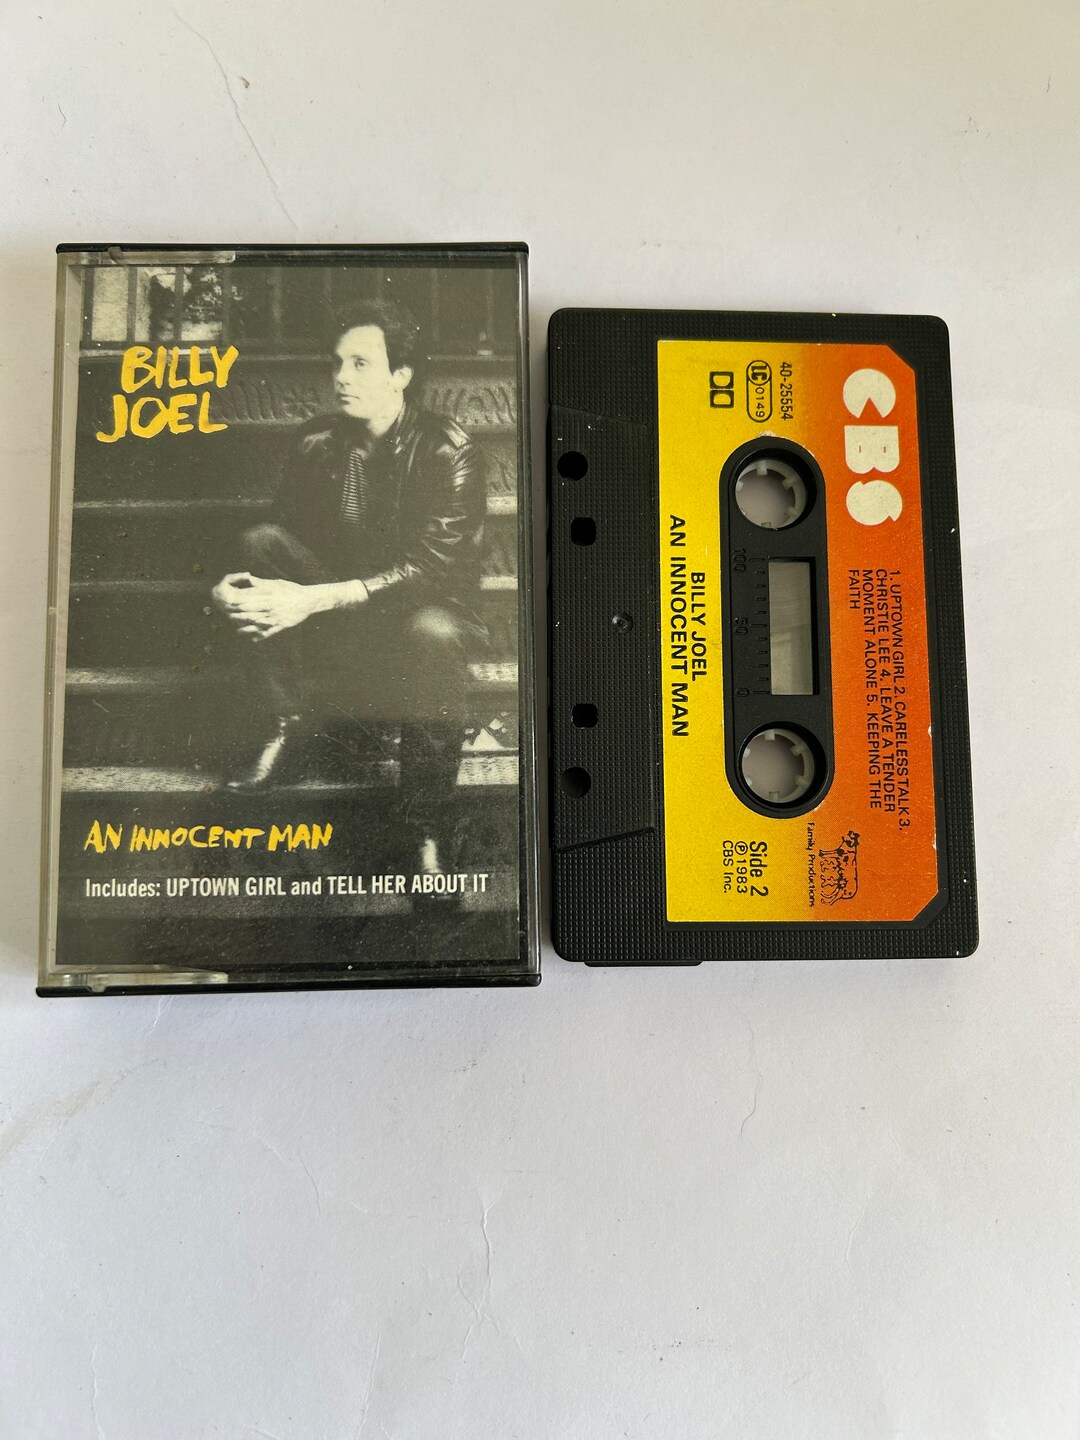 BILLY
JOEL
AN INNOCENT MAN
Includes: UPTOWN GIRL and TELL HER ABOUT IT
CBS
40-25554
LC 0149
1. UPTOWN GIRL 2. CARELESS TALK 3.
CHRISTIE LEE 4. LEAVE A TENDER
MOMENT ALONE 5. KEEPING THE
FAITH
100 50 0
BILLY JOEL
AN INNOCENT MAN
Family Productions
Side 2
Ⓟ 1983
CBS Inc.